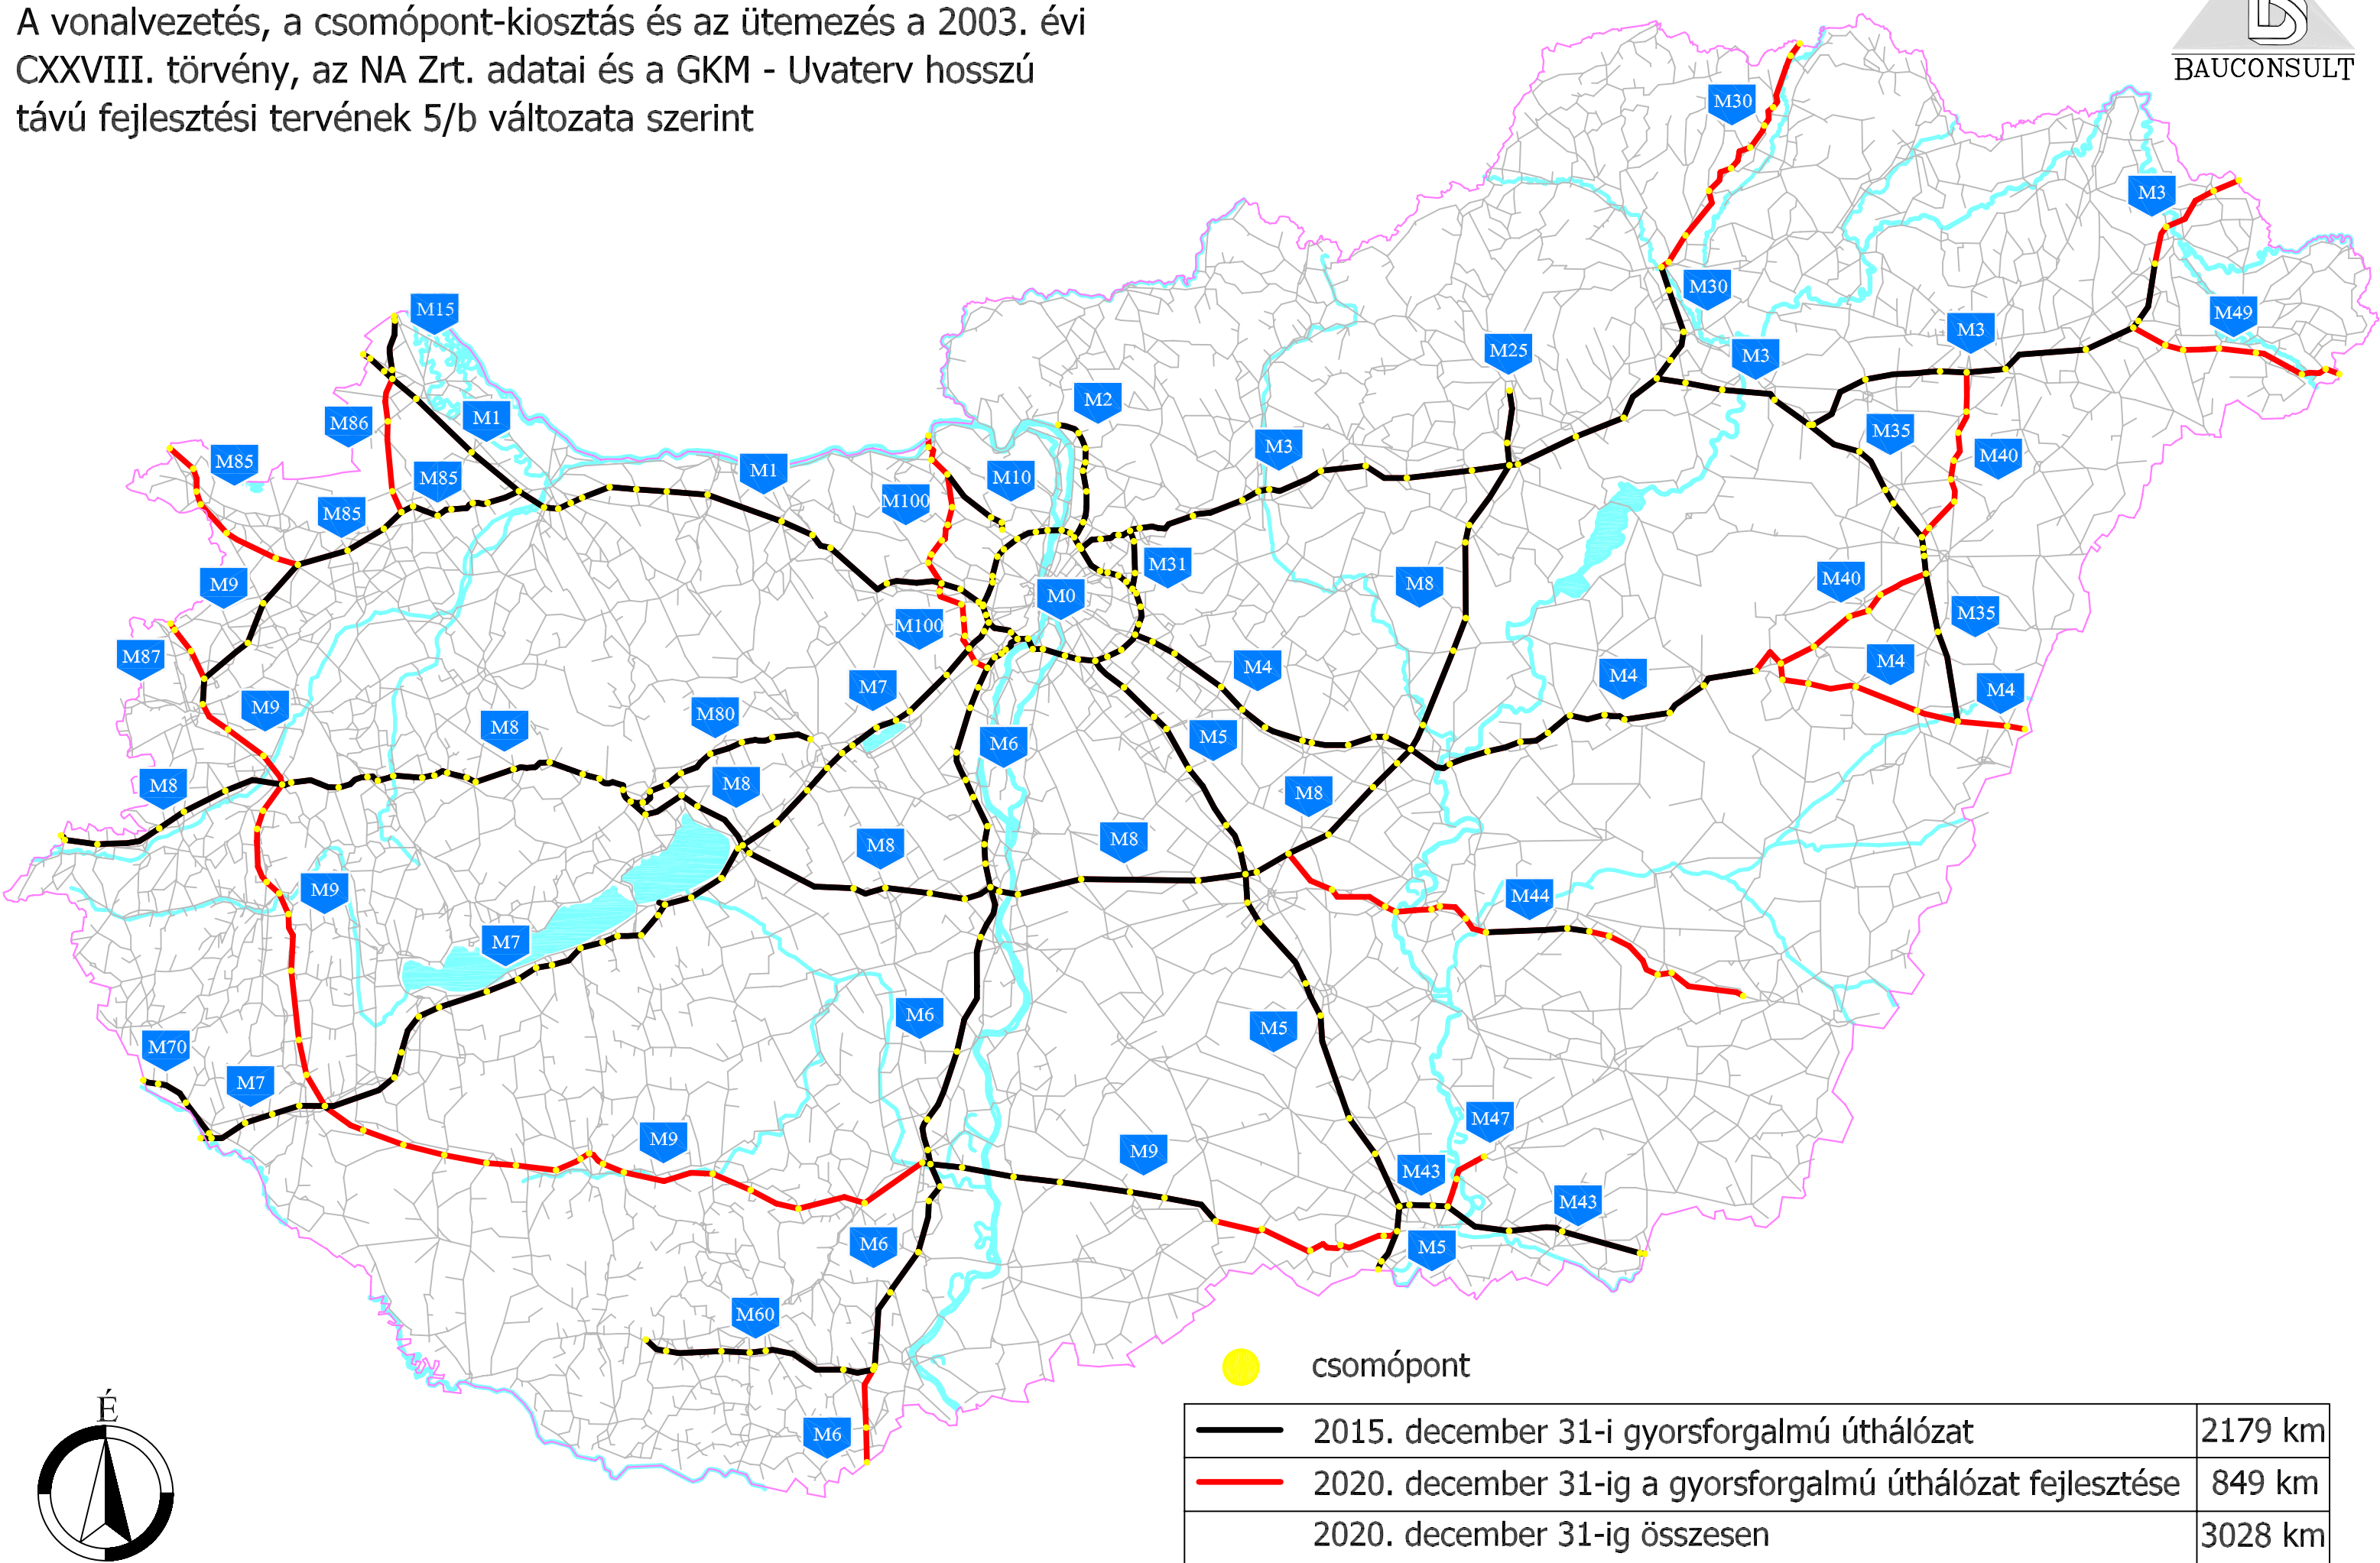 A vonalvezetés, a csomópont-kiosztás és az ütemezés a 2003. évi
CXXVIII. törvény, az NA Zrt. adatai és a GKM - Uvaterv hosszú
távú fejlesztési tervének 5/b változata szerint
BAUCONSULT
M30
M3
M15
M30
M49
M3
M25
M3
M2
M86
M1
M35
M85
M3
M40
M85
M1
M10
M100
M85
M31
M9
M8
M40
M0
M35
M100
M87
M4
M4
M4
M7
M4
M9
M80
M8
M5
M6
M8
M8
M8
M8
M8
M9
M44
M7
M6
M5
M70
M7
M47
M9
M9
M43
M43
M6
M5
M60
csomópont
É
M6
2015. december 31-i gyorsforgalmú úthálózat 2179 km
2020. december 31-ig a gyorsforgalmú úthálózat fejlesztése 849 km
2020. december 31-ig összesen 3028 km